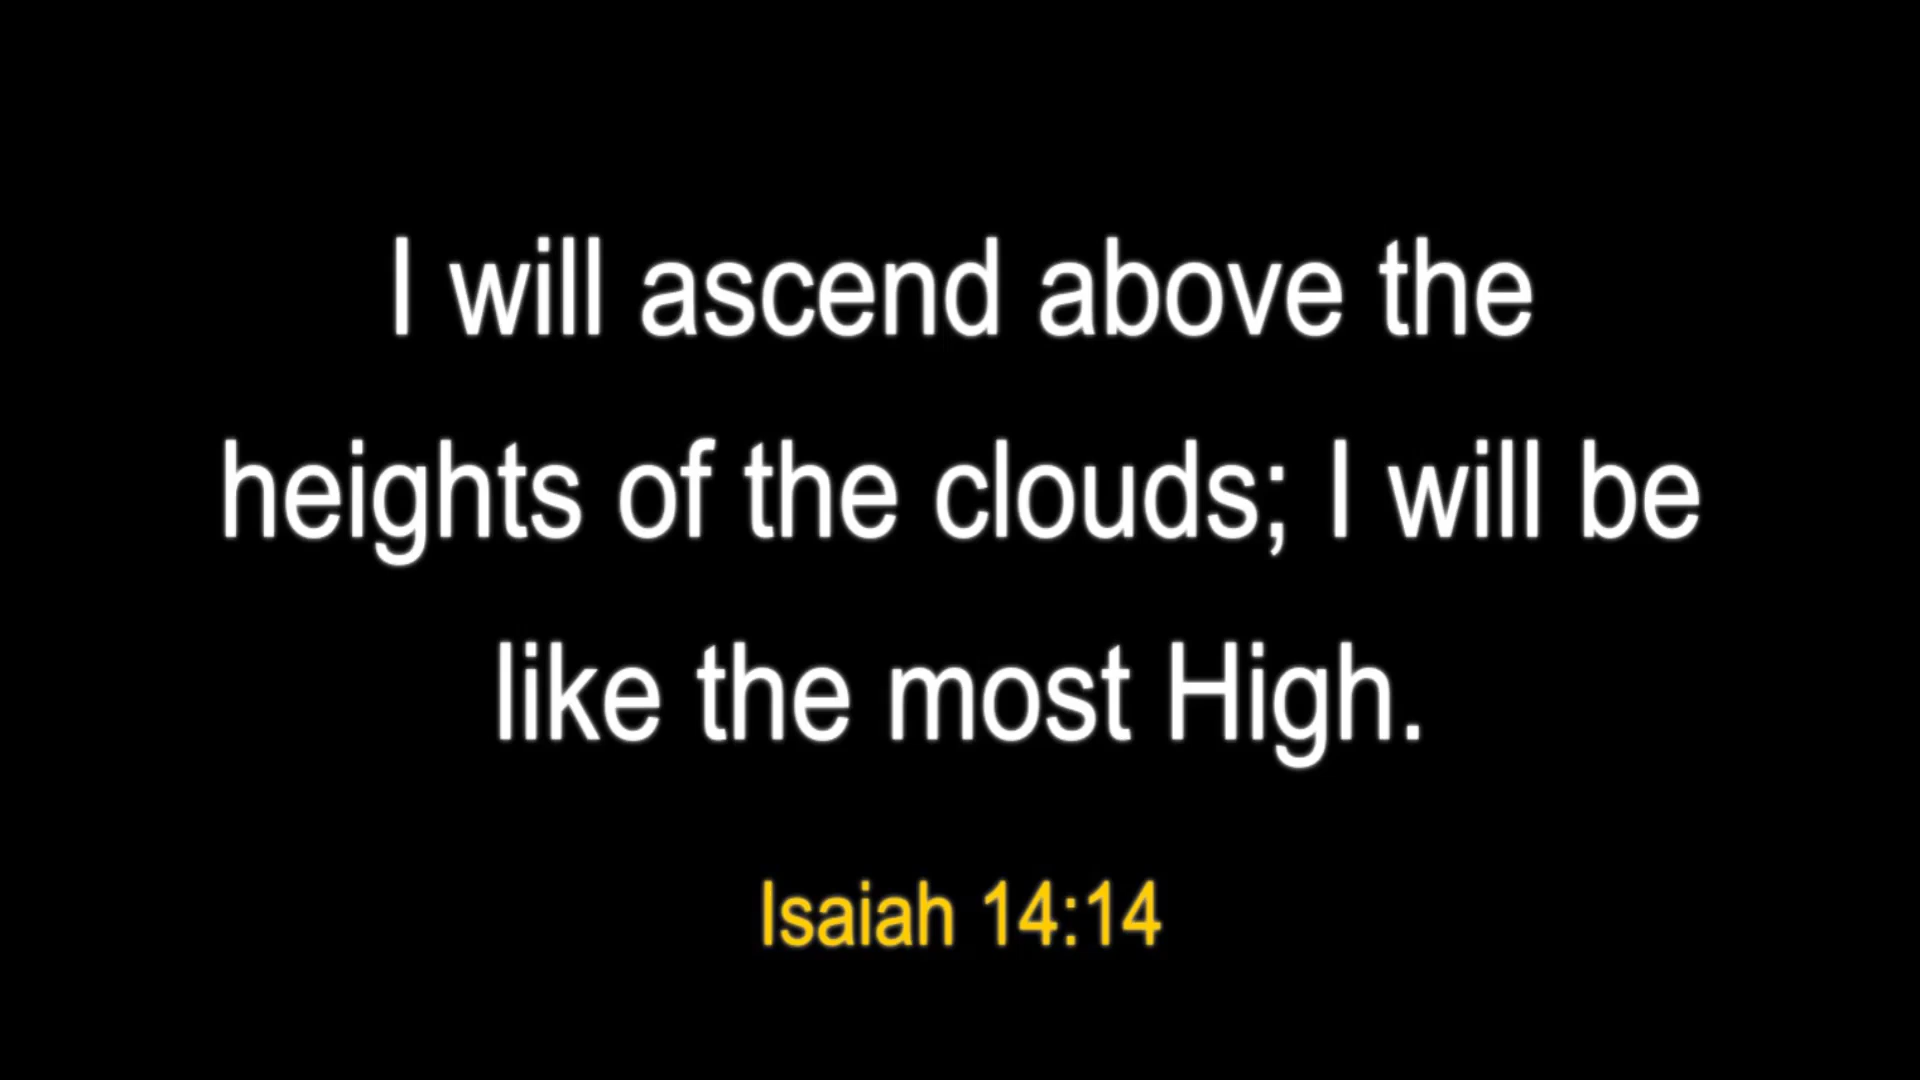 I will ascend above the
heights of the clouds; I will be
like the most High.
Isaiah 14:14